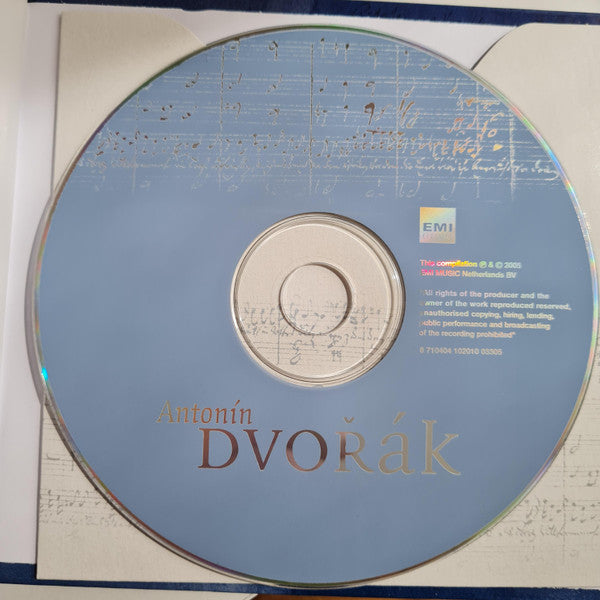 EMI
This compilation ℗ & © 2005
EMI MUSIC Netherlands BV
"All rights of the producer and the
owner of the work reproduced reserved,
unauthorised copying, hiring, lending,
public performance and broadcasting
of the recording prohibited"
8 710404 102010 08305
Antonín
DVOŘák